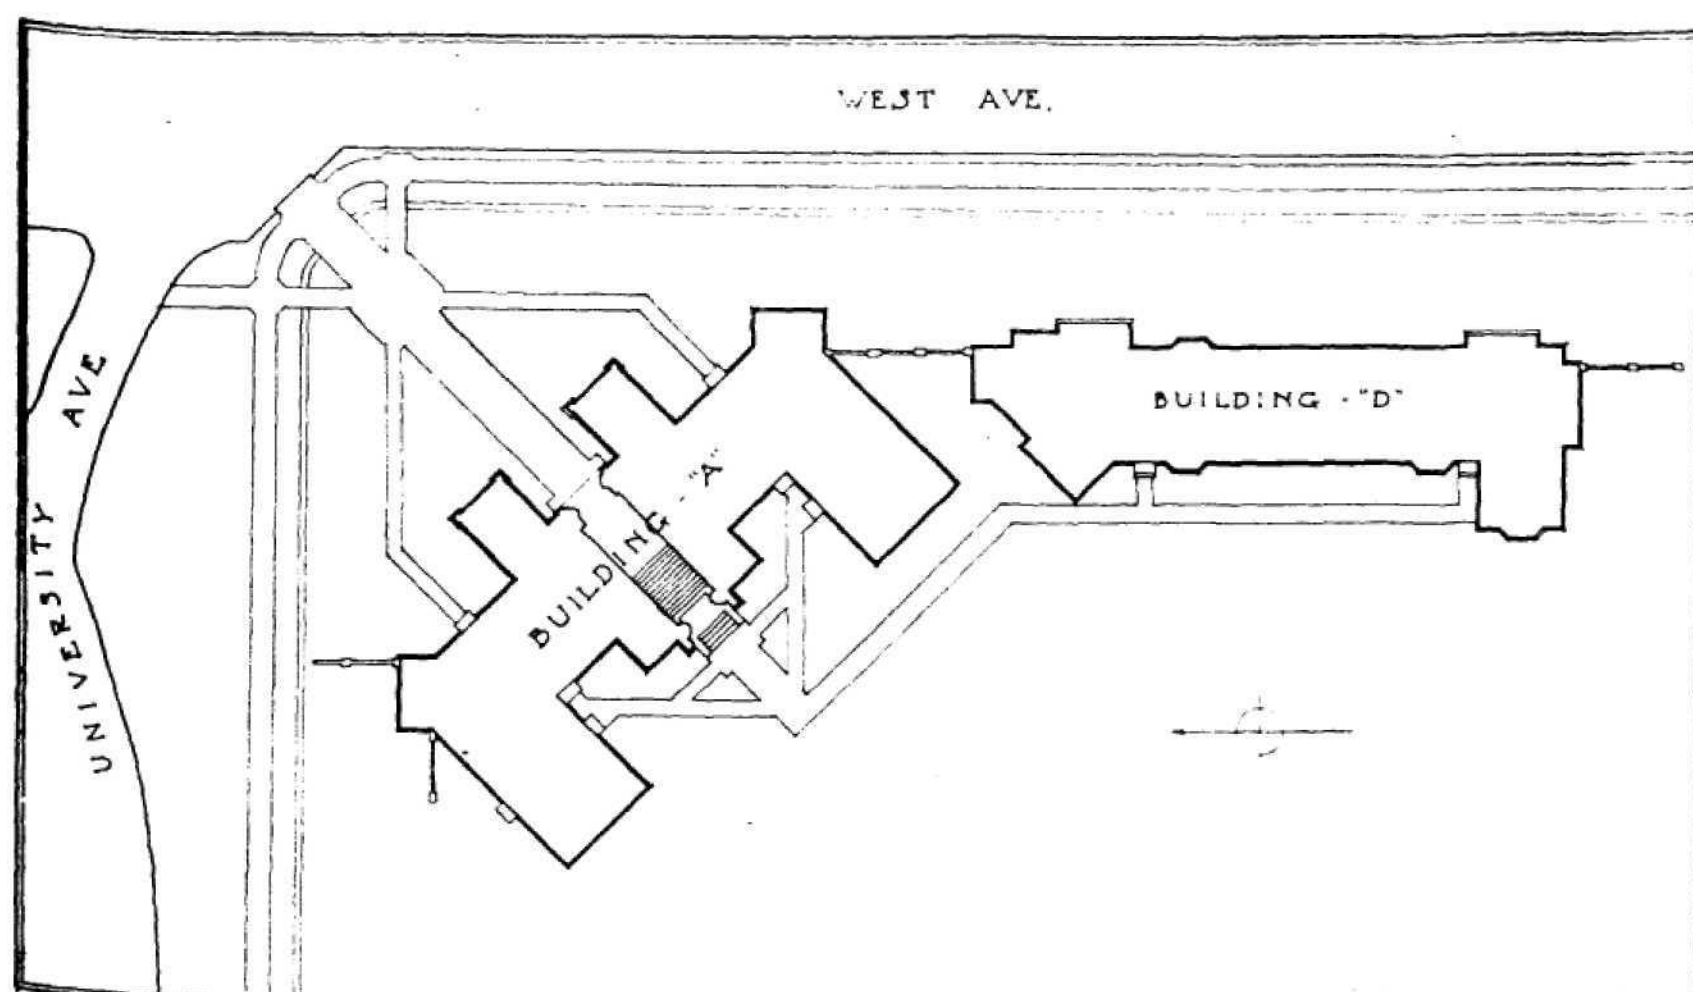 WEST AVE.
UNIVERSITY AVE
BUILDING - "A"
BUILDING - "D"